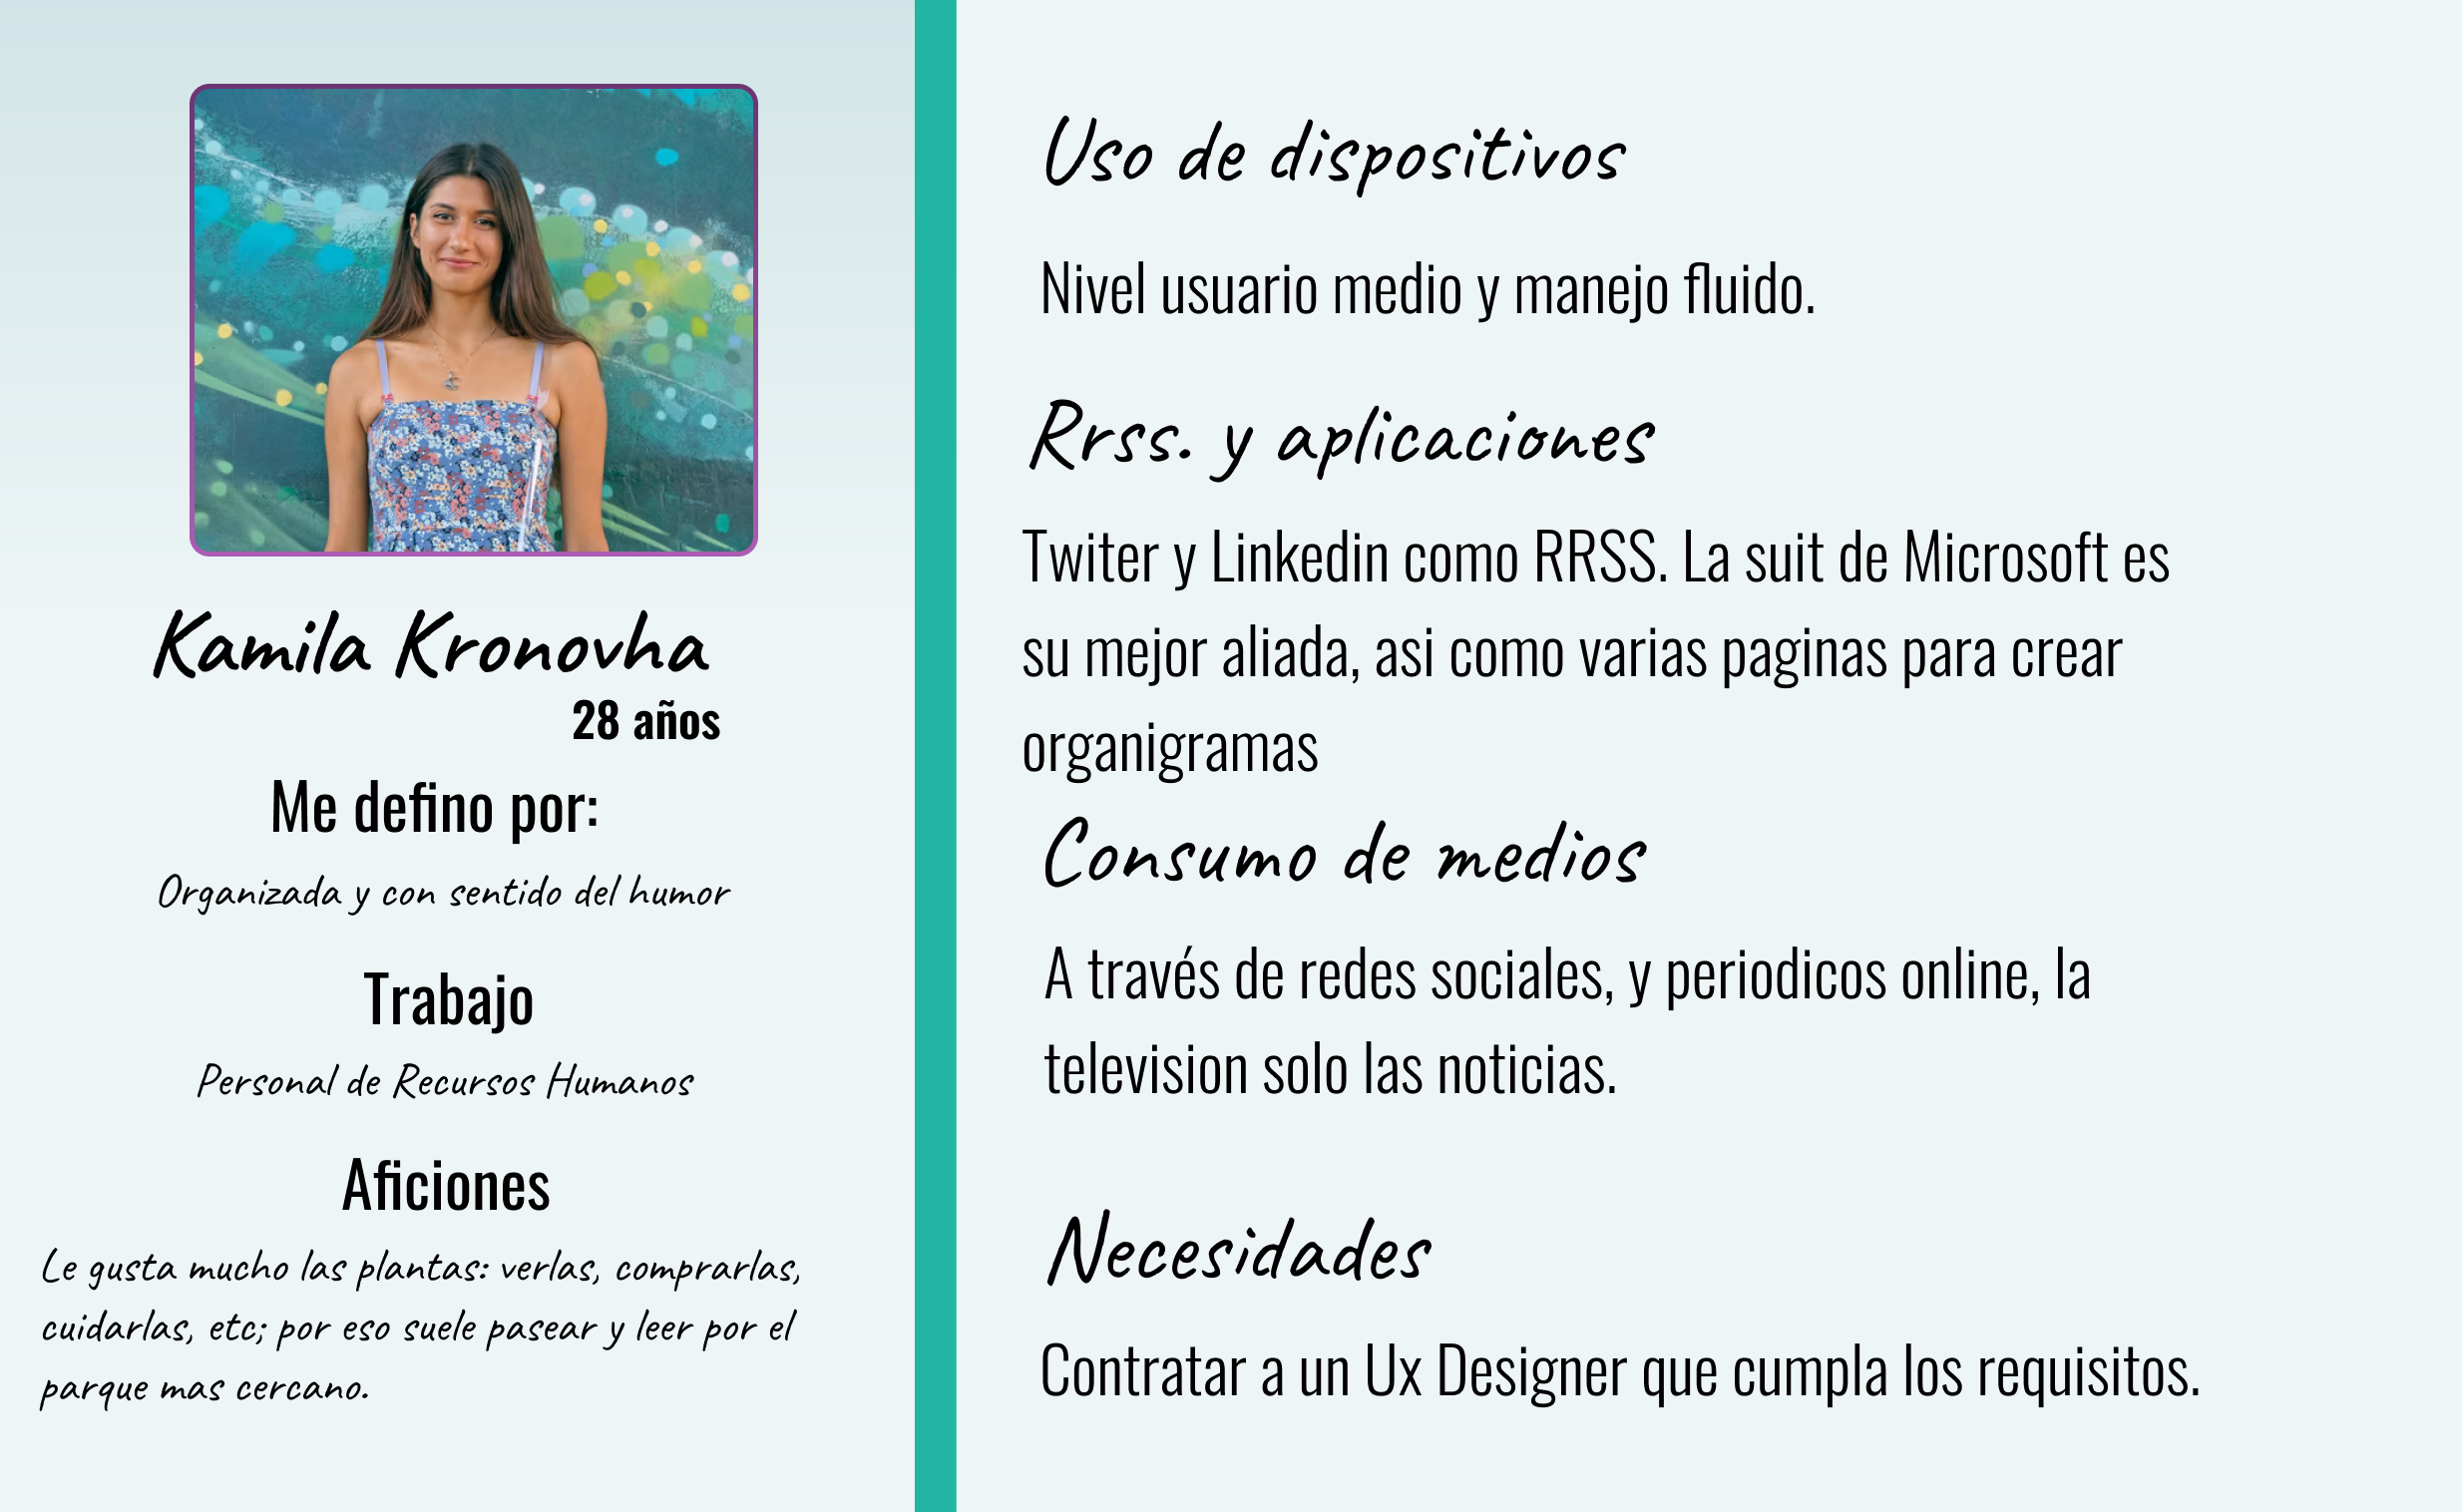 Kamila Kronovha
28 años
Me defino por:
Organizada y con sentido del humor
Trabajo
Personal de Recursos Humanos
Aficiones
Le gusta mucho las plantas: verlas, comprarlas,
cuidarlas, etc; por eso suele pasear y leer por el
parque mas cercano.
Uso de dispositivos
Nivel usuario medio y manejo fluido.
Rrss. y aplicaciones
Twiter y Linkedin como RRSS. La suit de Microsoft es
su mejor aliada, asi como varias paginas para crear
organigramas
Consumo de medios
A través de redes sociales, y periodicos online, la
television solo las noticias.
Necesidades
Contratar a un Ux Designer que cumpla los requisitos.